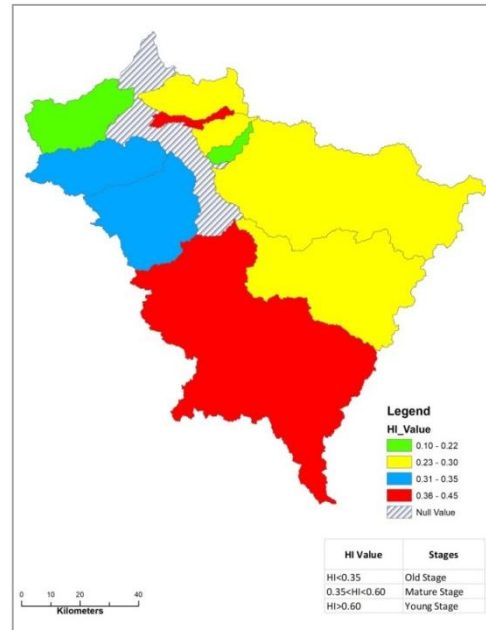 Legend
HI_Value
0.10 - 0.22
0.23 - 0.30
0.31 - 0.35
0.36 - 0.45
Null Value
HI Value Stages
HI<0.35 Old Stage
0.35<HI<0.60 Mature Stage
HI>0.60 Young Stage
0 10 20 40
Kilometers